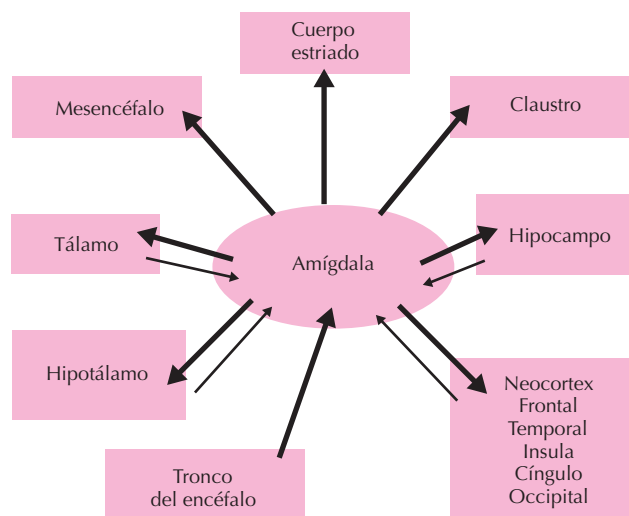 Cuerpo
estriado
Mesencéfalo
Claustro
Tálamo
Amígdala
Hipocampo
Hipotálamo
Neocortex
Frontal
Temporal
Insula
Cíngulo
Occipital
Tronco
del encéfalo